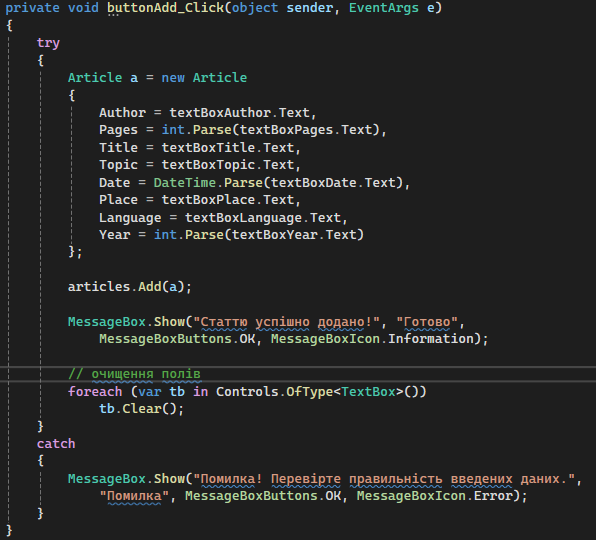 private void buttonAdd_Click(object sender, EventArgs e)
{
    try
    {
        Article a = new Article
        {
            Author = textBoxAuthor.Text,
            Pages = int.Parse(textBoxPages.Text),
            Title = textBoxTitle.Text,
            Topic = textBoxTopic.Text,
            Date = DateTime.Parse(textBoxDate.Text),
            Place = textBoxPlace.Text,
            Language = textBoxLanguage.Text,
            Year = int.Parse(textBoxYear.Text)
        };

        articles.Add(a);

        MessageBox.Show("Статтю успішно додано!", "Готово",
            MessageBoxButtons.OK, MessageBoxIcon.Information);

        // очищення полів
        foreach (var tb in Controls.OfType<TextBox>())
            tb.Clear();
    }
    catch
    {
        MessageBox.Show("Помилка! Перевірте правильність введених даних.",
            "Помилка", MessageBoxButtons.OK, MessageBoxIcon.Error);
    }
}